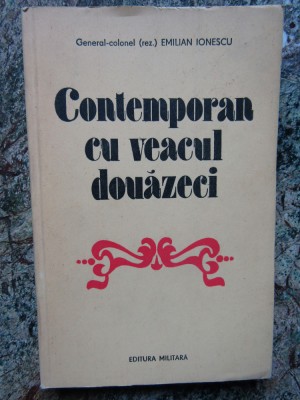 General-colonel (rez.) EMILIAN IONESCU
Contemporan
cu veacul
douăzeci
EDITURA MILITARA